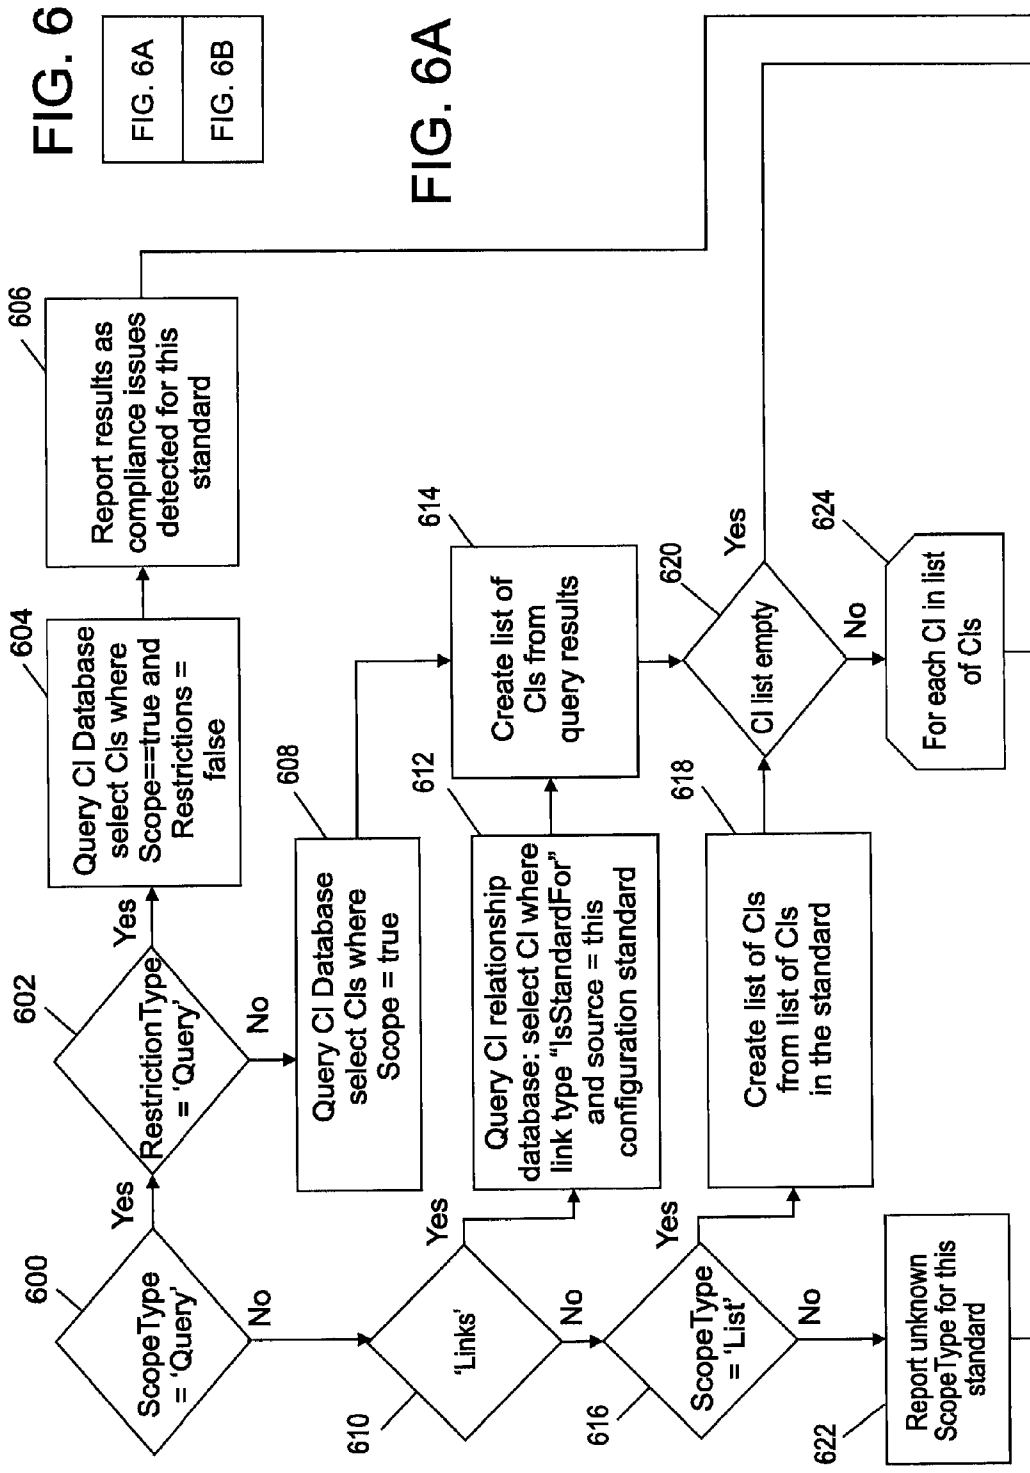 FIG. 6
FIG. 6A
FIG. 6B
FIG. 6A
600
ScopeType
= ‘Query’
Yes
No
602
RestrictionType
= ‘Query’
Yes
No
604
Query CI Database
select CIs where
Scope==true and
Restrictions =
false
606
Report results as
compliance issues
detected for this
standard
608
Query CI Database
select CIs where
Scope = true
610
‘Links’
Yes
No
612
Query CI relationship
database: select CI where
link type “IsStandardFor”
and source = this
configuration standard
614
Create list of
CIs from
query results
616
ScopeType
= ‘List’
Yes
No
618
Create list of CIs
from list of CIs
in the standard
620
CI list empty
Yes
No
622
Report unknown
ScopeType for this
standard
624
For each CI in list
of CIs